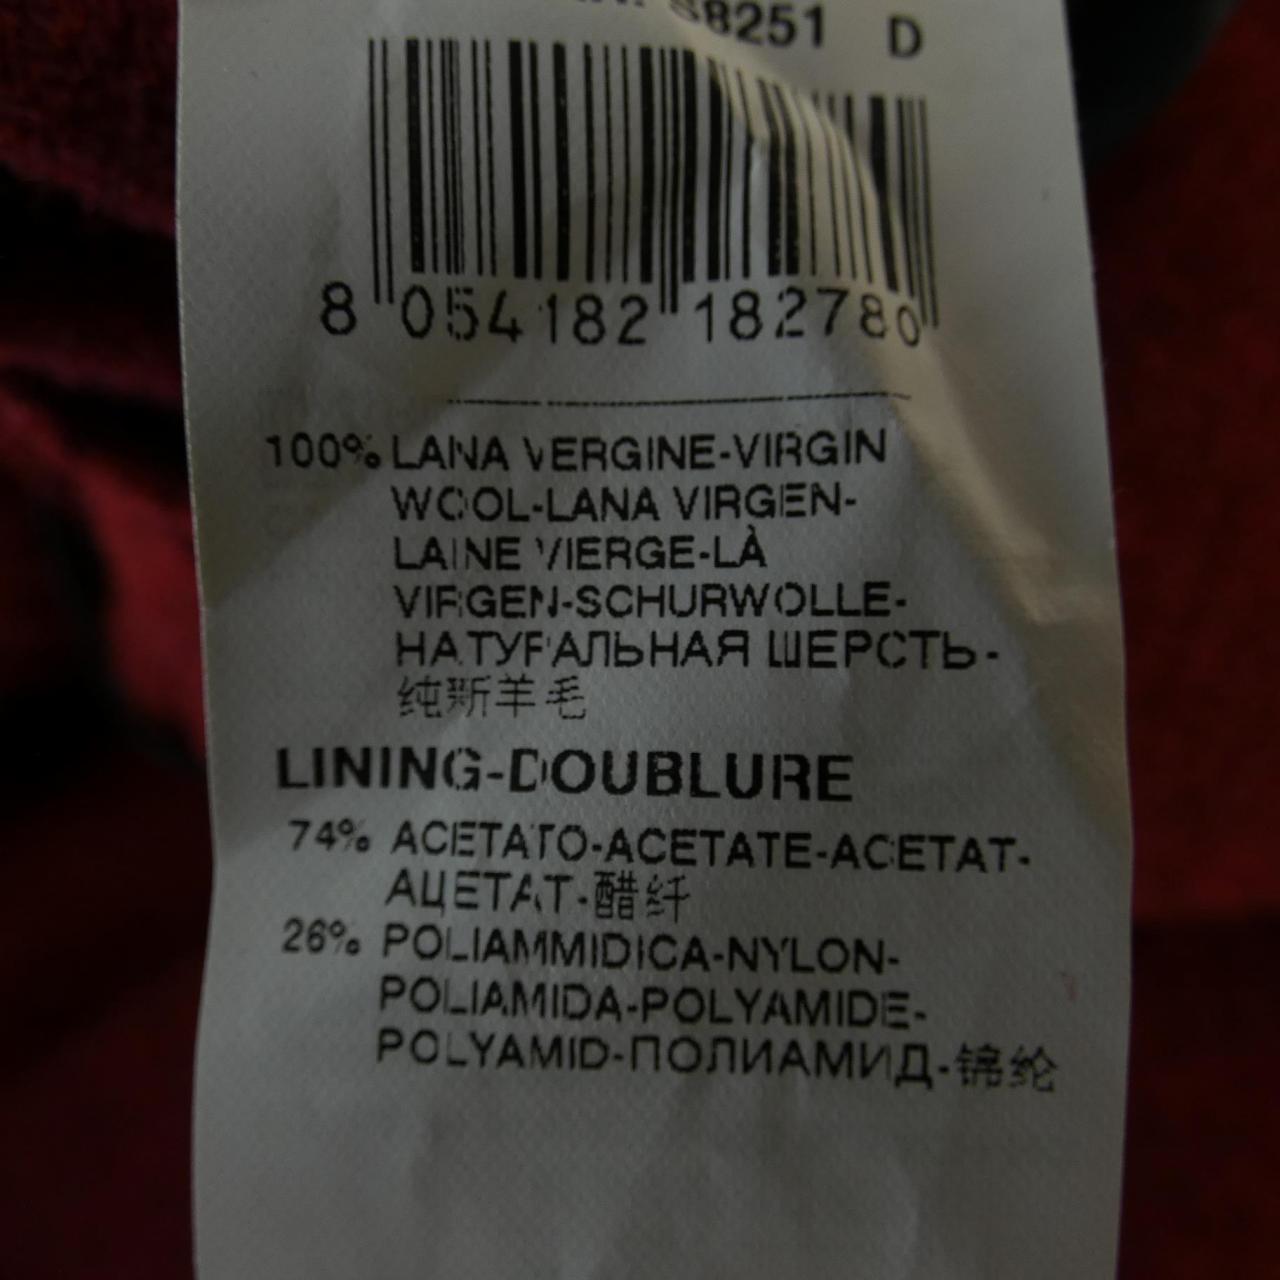 S8251 D
8 054182 182780
100% LANA VERGINE-VIRGIN
WOOL-LANA VIRGEN-
LAINE VIERGE-LÀ
VIRGEN-SCHURWOLLE-
НАТУРАЛЬНАЯ ШЕРСТЬ-
纯新羊毛
LINING-DOUBLURE
74% ACETATO-ACETATE-ACETAT-
АЦЕТАТ-醋纤
26% POLIAMMIDICA-NYLON-
POLIAMIDA-POLYAMIDE-
POLYAMID-ПОЛИАМИД-锦纶